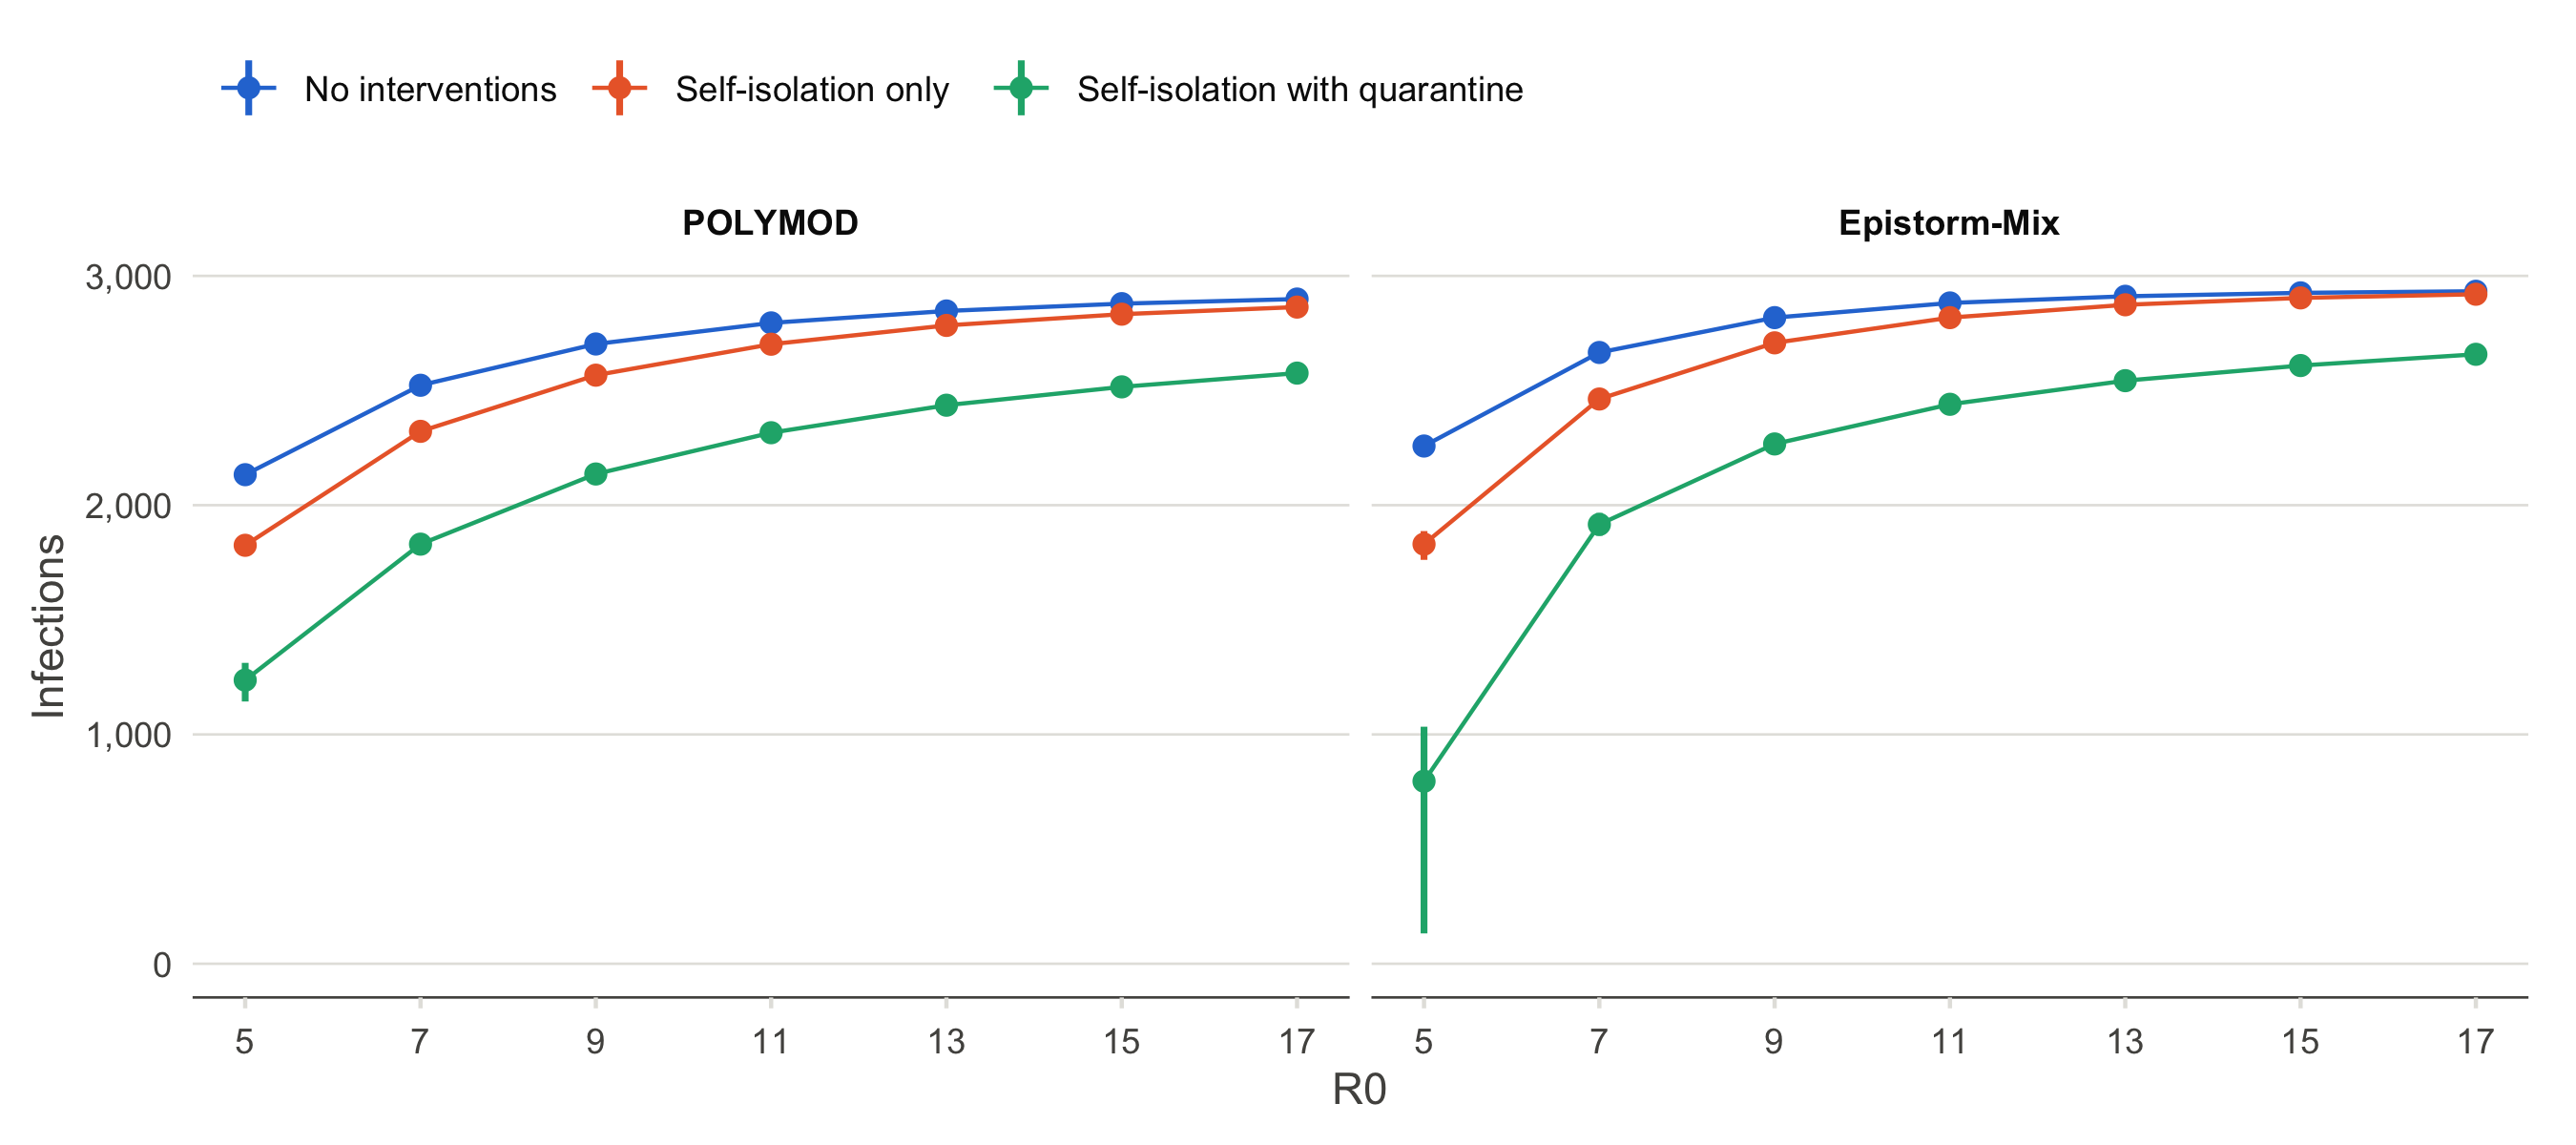 No interventions Self-isolation only Self-isolation with quarantine
POLYMOD Epistorm-Mix
3,000
2,000
1,000
0
Infections
5 7 9 11 13 15 17 5 7 9 11 13 15 17
R0